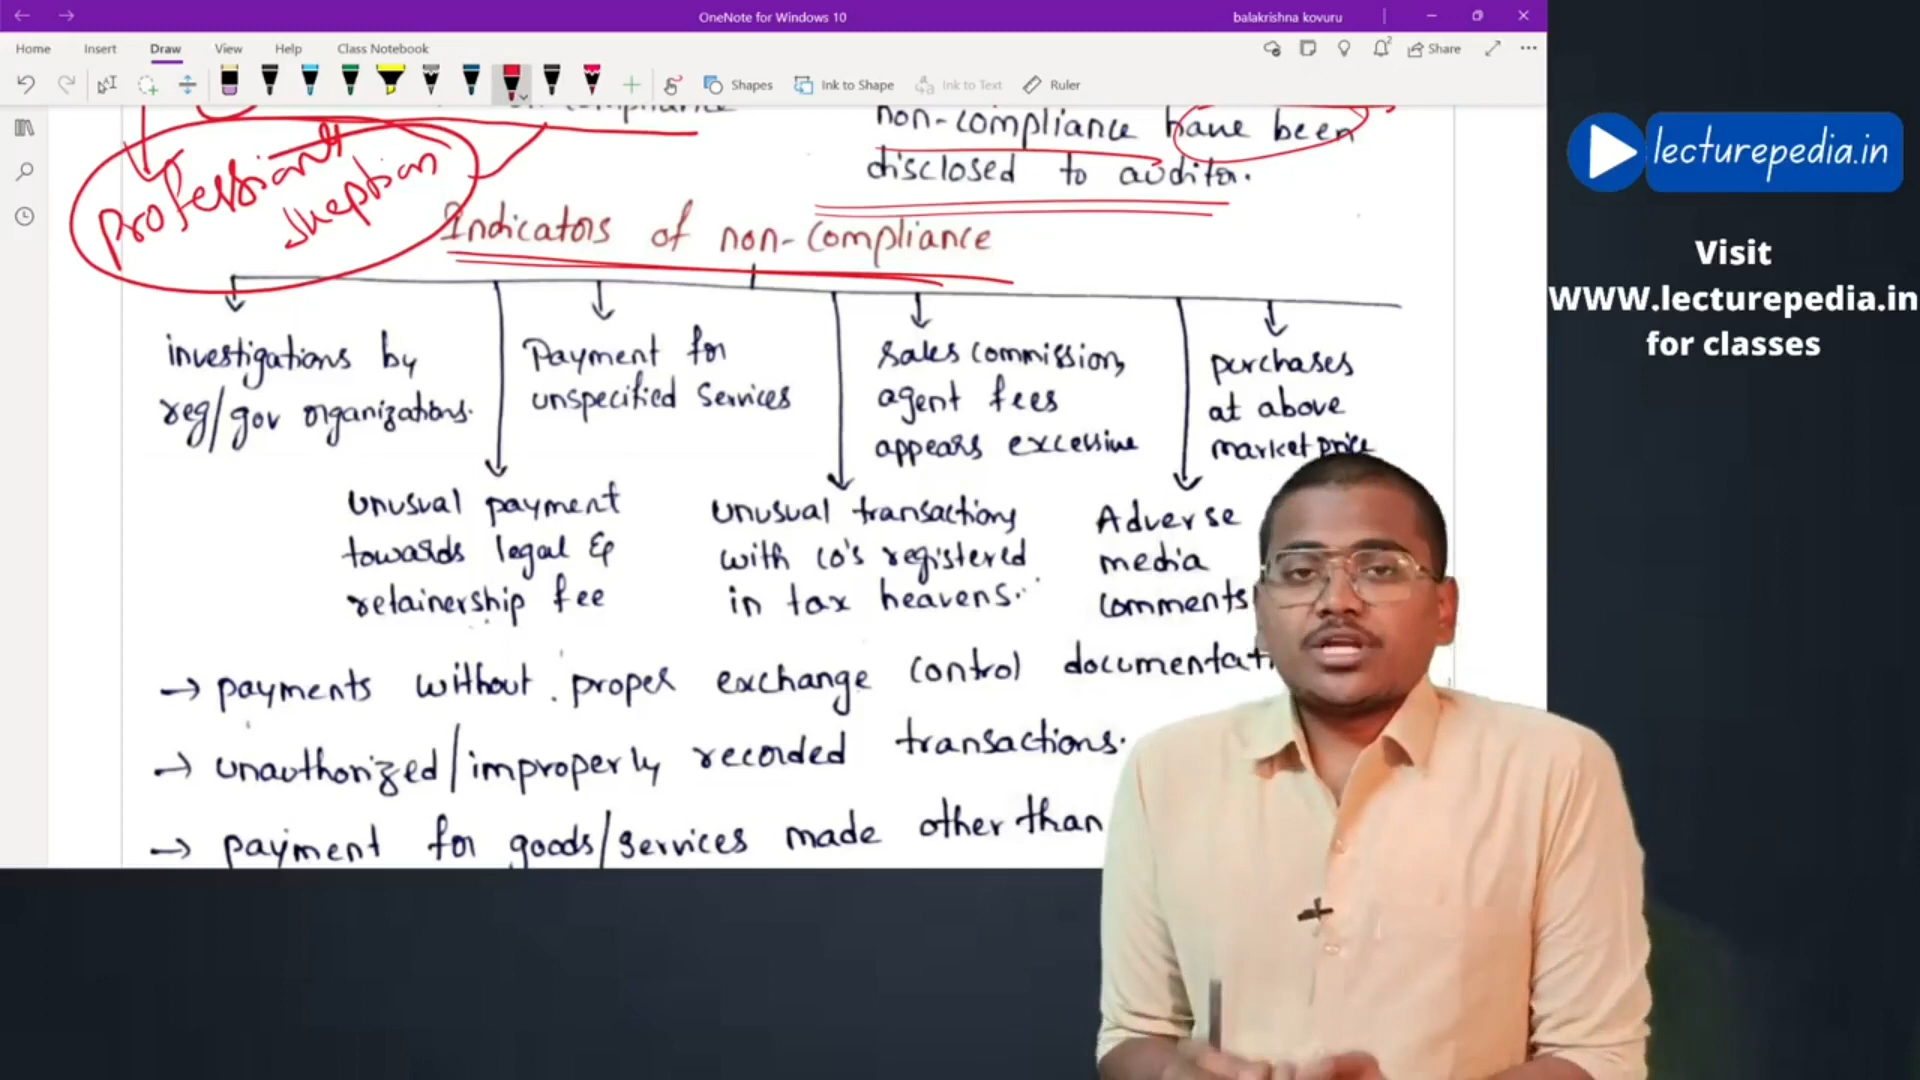 OneNote for Windows 10
balakrishna kovuru
Home Insert Draw View Help Class Notebook
Share
Shapes Ink to Shape Ink to Text Ruler
non-compliance have been
disclosed to auditor.
professional
skeption
Indicators of non-compliance
investigations by
reg/gov organizations.
Payment for
unspecified services
sales commission,
agent fees
appears excessive
purchases
at above
market price
unusual payment
towards legal &
retainership fee
unusual transactions
with co's registered
in tax heavens.
Adverse
media
comments
→ payments without proper exchange control documentati
→ unauthorized/improperly recorded transactions.
→ payment for goods/services made other than
lecturepedia.in
Visit
WWW.lecturepedia.in
for classes